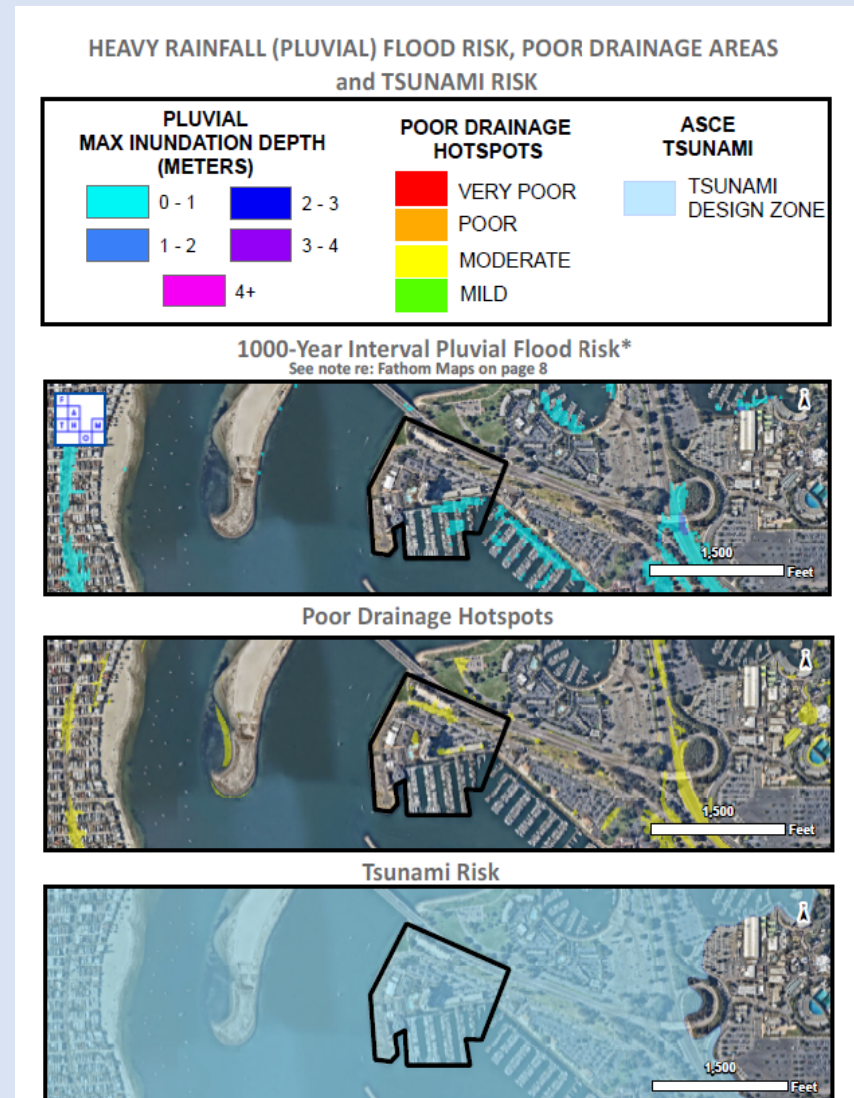 HEAVY RAINFALL (PLUVIAL) FLOOD RISK, POOR DRAINAGE AREAS
and TSUNAMI RISK
PLUVIAL
MAX INUNDATION DEPTH
(METERS)
0 - 1
2 - 3
1 - 2
3 - 4
4+
POOR DRAINAGE
HOTSPOTS
VERY POOR
POOR
MODERATE
MILD
ASCE
TSUNAMI
TSUNAMI
DESIGN ZONE
1000-Year Interval Pluvial Flood Risk*
See note re: Fathom Maps on page 8
F
A
T H M
O
1,500
Feet
Poor Drainage Hotspots
1,500
Feet
Tsunami Risk
1,500
Feet